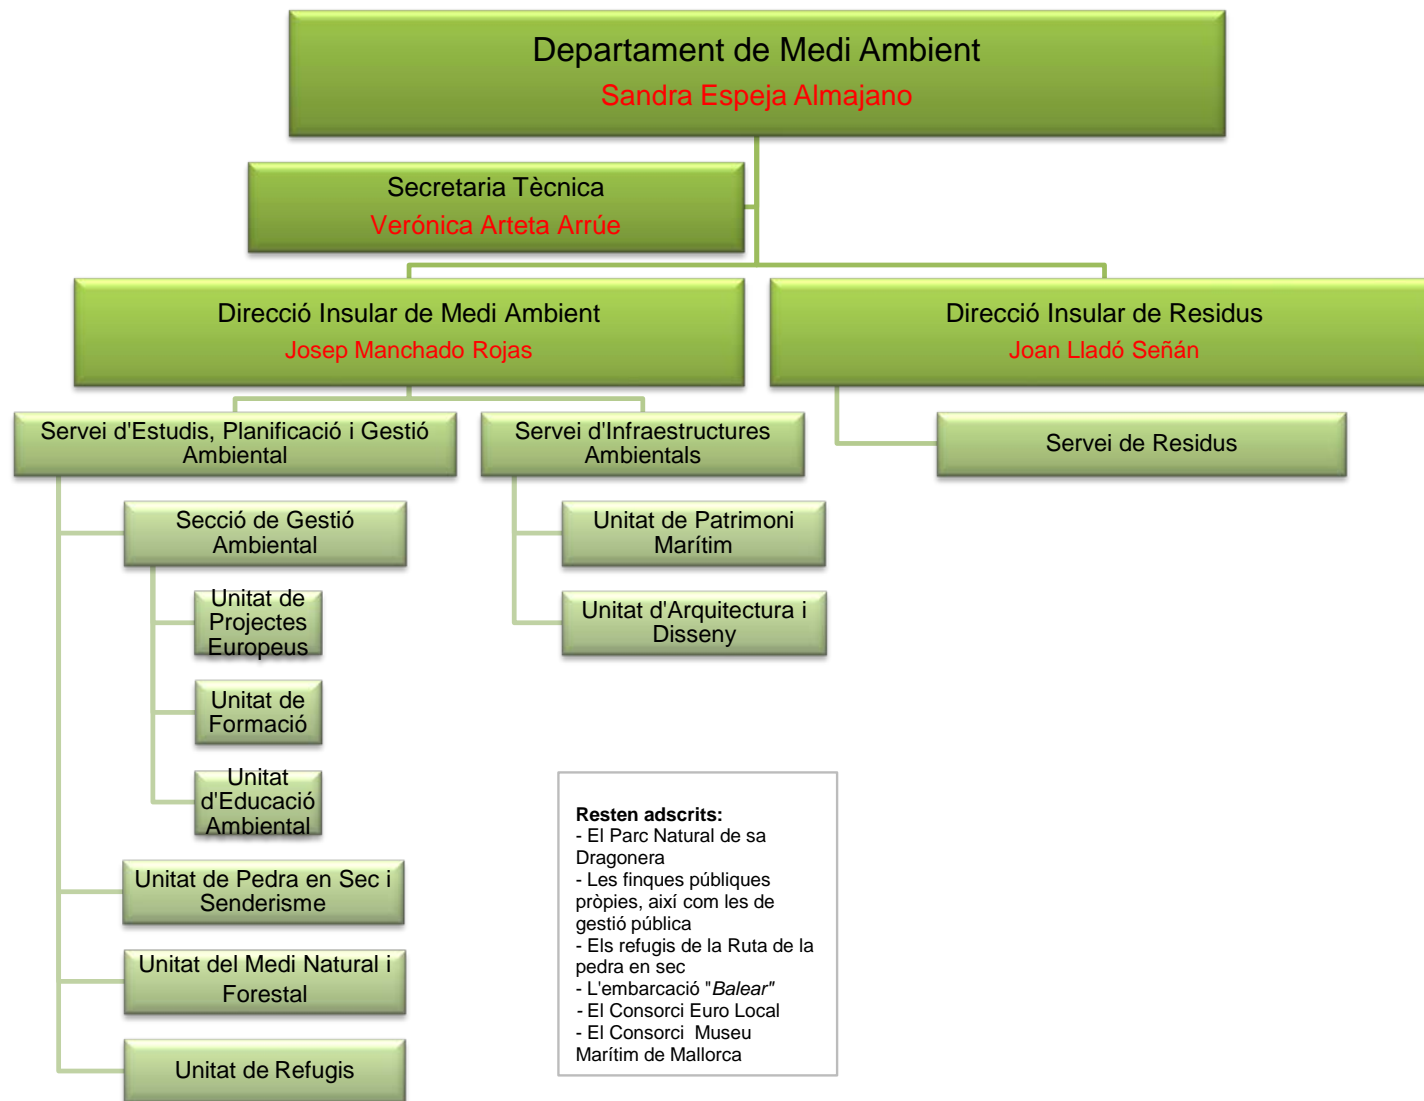 Departament de Medi Ambient
Sandra Espeja Almajano
Secretaria Tècnica
Verónica Arteta Arrúe
Direcció Insular de Medi Ambient
Josep Manchado Rojas
Direcció Insular de Residus
Joan Lladó Señán
Servei d'Estudis, Planificació i Gestió
Ambiental
Servei d'Infraestructures
Ambientals
Servei de Residus
Secció de Gestió
Ambiental
Unitat de Patrimoni
Marítim
Unitat de
Projectes
Europeus
Unitat d'Arquitectura i
Disseny
Unitat de
Formació
Unitat
d'Educació
Ambiental
Unitat de Pedra en Sec i
Senderisme
Unitat del Medi Natural i
Forestal
Unitat de Refugis
Resten adscrits:
- El Parc Natural de sa
Dragonera
- Les finques públiques
pròpies, així com les de
gestió pública
- Els refugis de la Ruta de la
pedra en sec
- L'embarcació "Balear"
- El Consorci Euro Local
- El Consorci Museu
Marítim de Mallorca